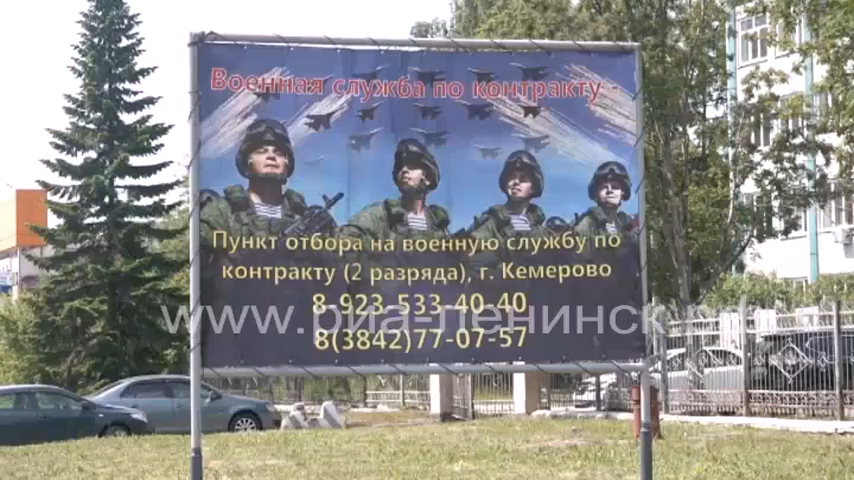 Военная служба по контракту -
Пункт отбора на военную службу по
контракту (2 разряда), г. Кемерово
8-923-533-40-40
8(3842)77-07-57
www.риа-ленинск.рф